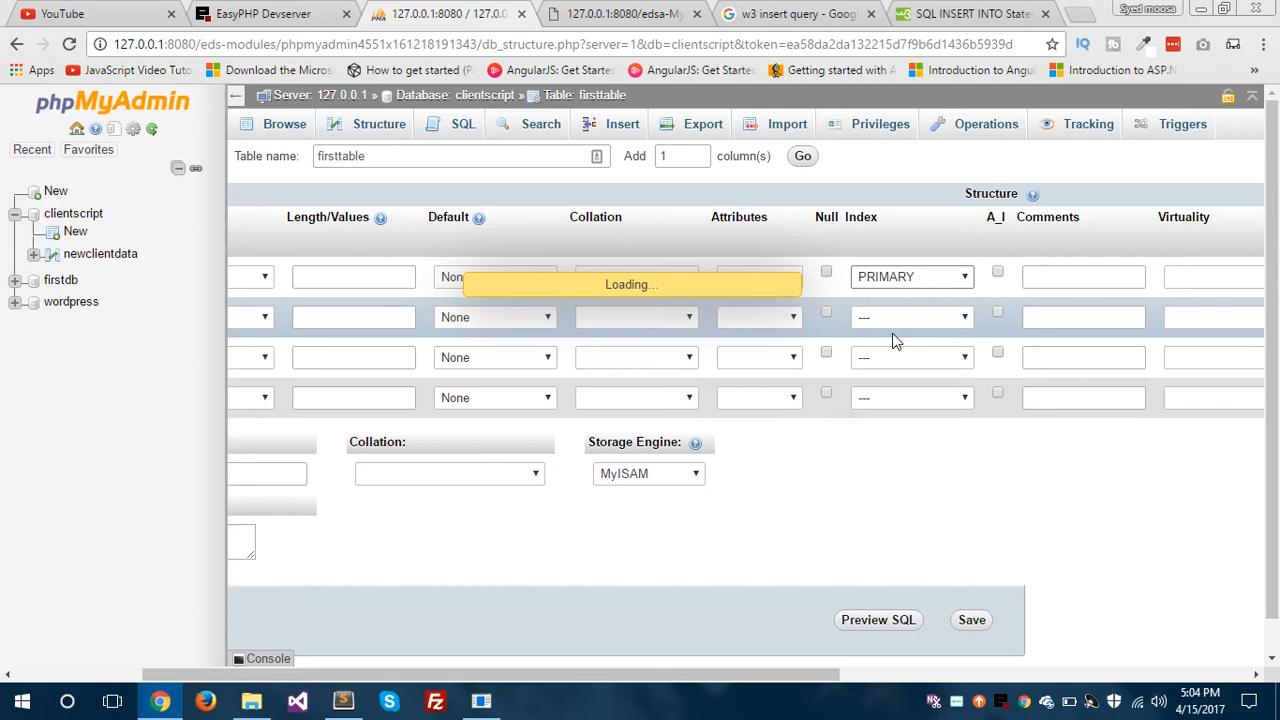 YouTube
EasyPHP Devserver
127.0.0.1:8080 / 127.0.0.
127.0.0.1:8080/edsa-My
w3 insert query - Googl
SQL INSERT INTO Stater
Syed moosa
127.0.0.1:8080/eds-modules/phpmyadmin4551x161218191343/db_structure.php?server=1&db=clientscript&token=ea58da2da132215d7f9b6d1436b5939d
Apps
JavaScript Video Tuto
Download the Micros
How to get started (P
AngularJS: Get Starte
AngularJS: Get Starte
Getting started with A
Introduction to Angu
Introduction to ASP.N
phpMyAdmin
Server: 127.0.0.1 » Database: clientscript » Table: firsttable
Browse
Structure
SQL
Search
Insert
Export
Import
Privileges
Operations
Tracking
Triggers
Recent
Favorites
New
clientscript
New
newclientdata
firstdb
wordpress
Table name:
firsttable
Add
1
column(s)
Go
Structure
Length/Values
Default
Collation
Attributes
Null
Index
A_I
Comments
Virtuality
Non
PRIMARY
Loading...
None
---
None
---
None
---
Collation:
Storage Engine:
MyISAM
Preview SQL
Save
Console
5:04 PM
4/15/2017